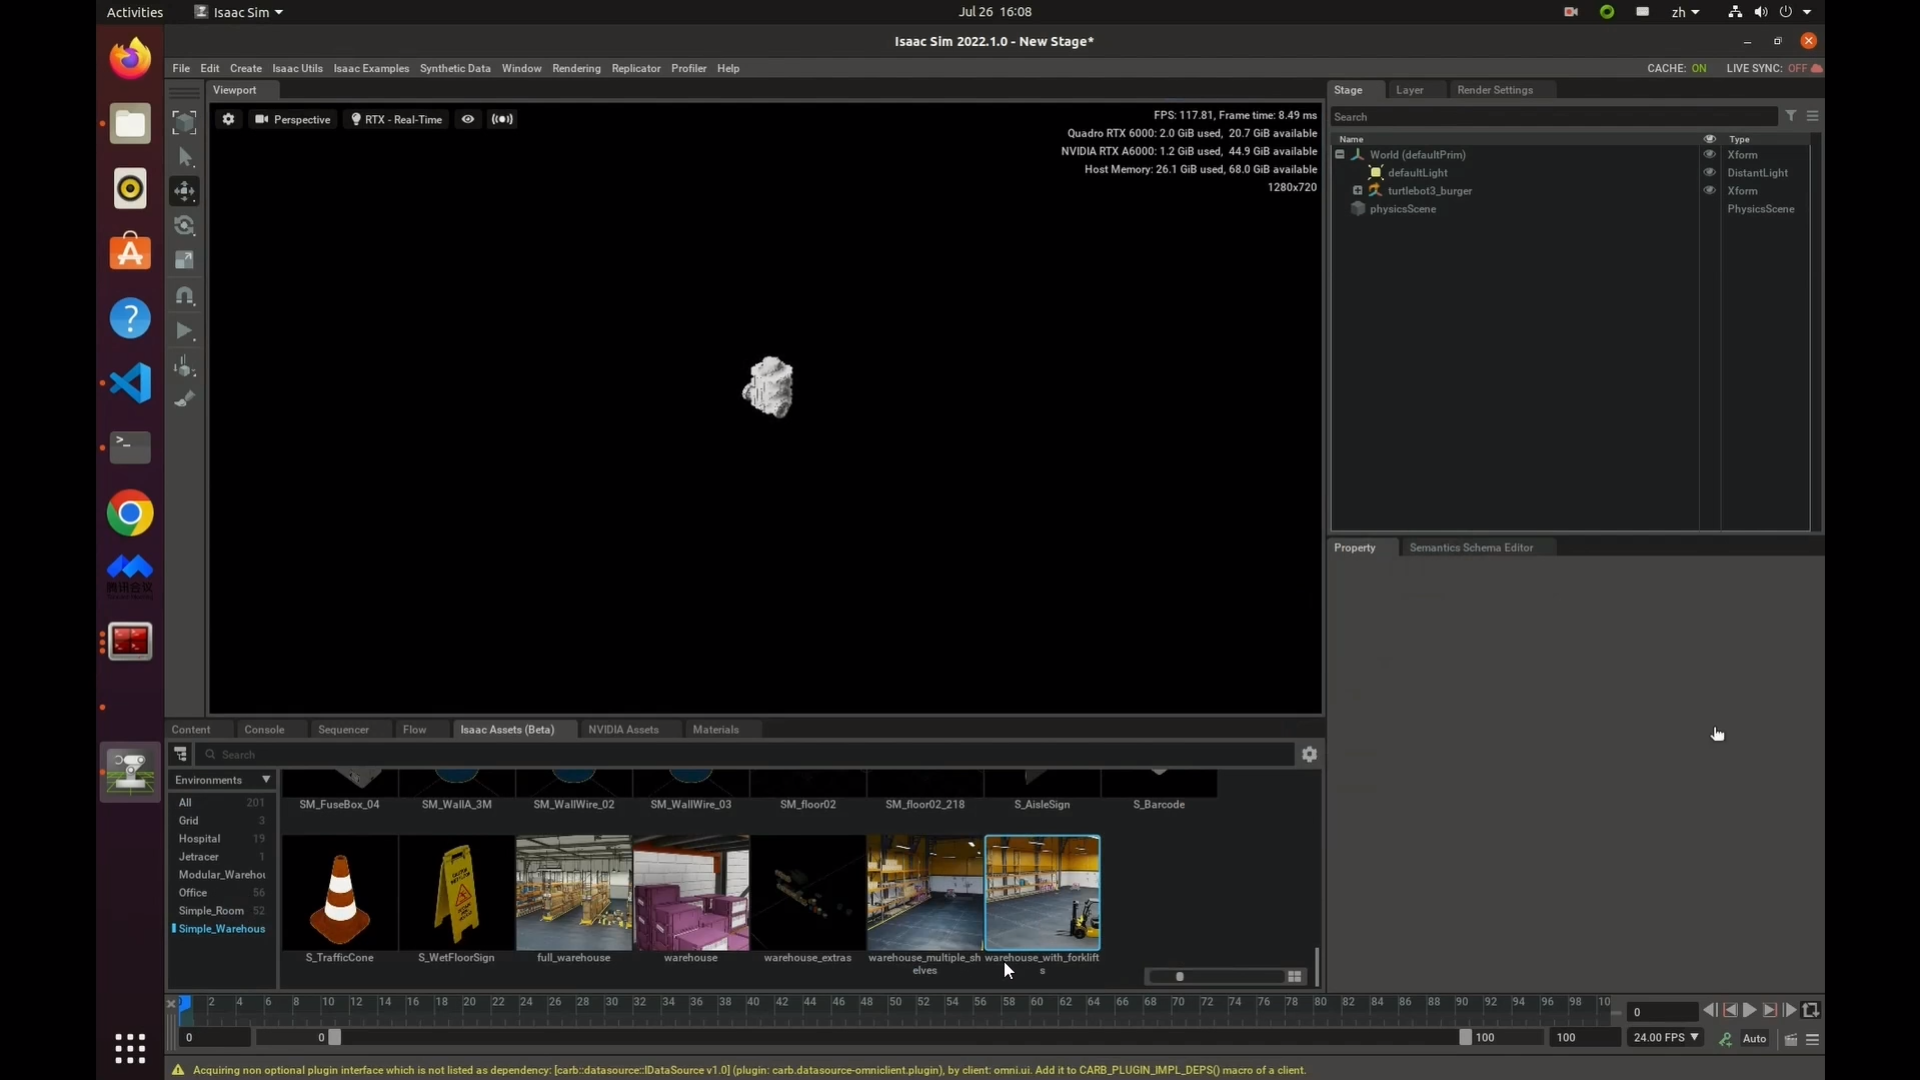 Activities
Isaac Sim
Jul 26 16:08
zh
Isaac Sim 2022.1.0 - New Stage*
File Edit Create Isaac Utils Isaac Examples Synthetic Data Window Rendering Replicator Profiler Help
CACHE: ON LIVE SYNC: OFF
Viewport
Perspective
RTX - Real-Time
FPS: 117.81, Frame time: 8.49 ms
Quadro RTX 6000: 2.0 GiB used, 20.7 GiB available
NVIDIA RTX A6000: 1.2 GiB used, 44.9 GiB available
Host Memory: 26.1 GiB used, 68.0 GiB available
1280x720
Stage Layer Render Settings
Search
Name Type
World (defaultPrim) Xform
defaultLight DistantLight
turtlebot3_burger Xform
physicsScene PhysicsScene
Property Semantics Schema Editor
腾讯会议
Content Console Sequencer Flow Isaac Assets (Beta) NVIDIA Assets Materials
Search
Environments
All 201
Grid 3
Hospital 19
Jetracer 1
Modular_Warehou
Office 56
Simple_Room 52
Simple_Warehous
SM_FuseBox_04 SM_WallA_3M SM_WallWire_02 SM_WallWire_03 SM_floor02 SM_floor02_218 S_AisleSign S_Barcode
S_TrafficCone S_WetFloorSign full_warehouse warehouse warehouse_extras warehouse_multiple_sh warehouse_with_forklift
elves s
2 4 6 8 10 12 14 16 18 20 22 24 26 28 30 32 34 36 38 40 42 44 46 48 50 52 54 56 58 60 62 64 66 68 70 72 74 76 78 80 82 84 86 88 90 92 94 96 98 10
0
0 0 100 100 24.00 FPS Auto
Acquiring non optional plugin interface which is not listed as dependency: [carb::datasource::IDataSource v1.0] (plugin: carb.datasource-omniclient.plugin), by client: omni.ui. Add it to CARB_PLUGIN_IMPL_DEPS() macro of a client.